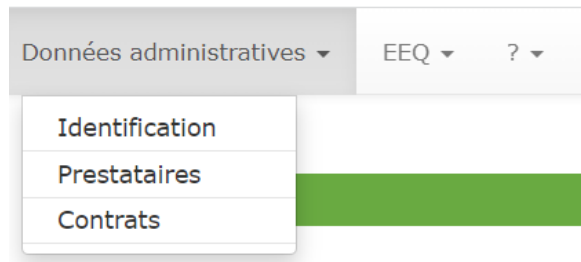 Données administratives EEQ ?
Identification
Prestataires
Contrats